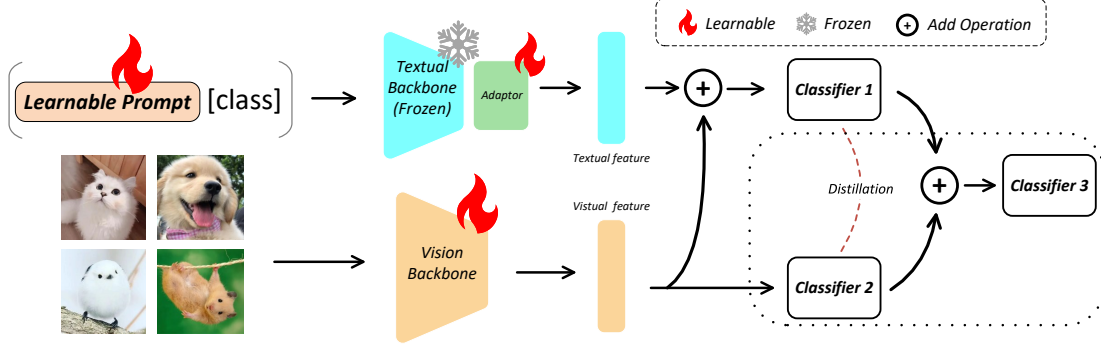 Learnable
Frozen
+ Add Operation
Learnable Prompt [class]
Textual
Backbone
(Frozen)
Adaptor
Textual feature
+
Classifier 1
Distillation
+
Classifier 3
Vision
Backbone
Vistual feature
Classifier 2